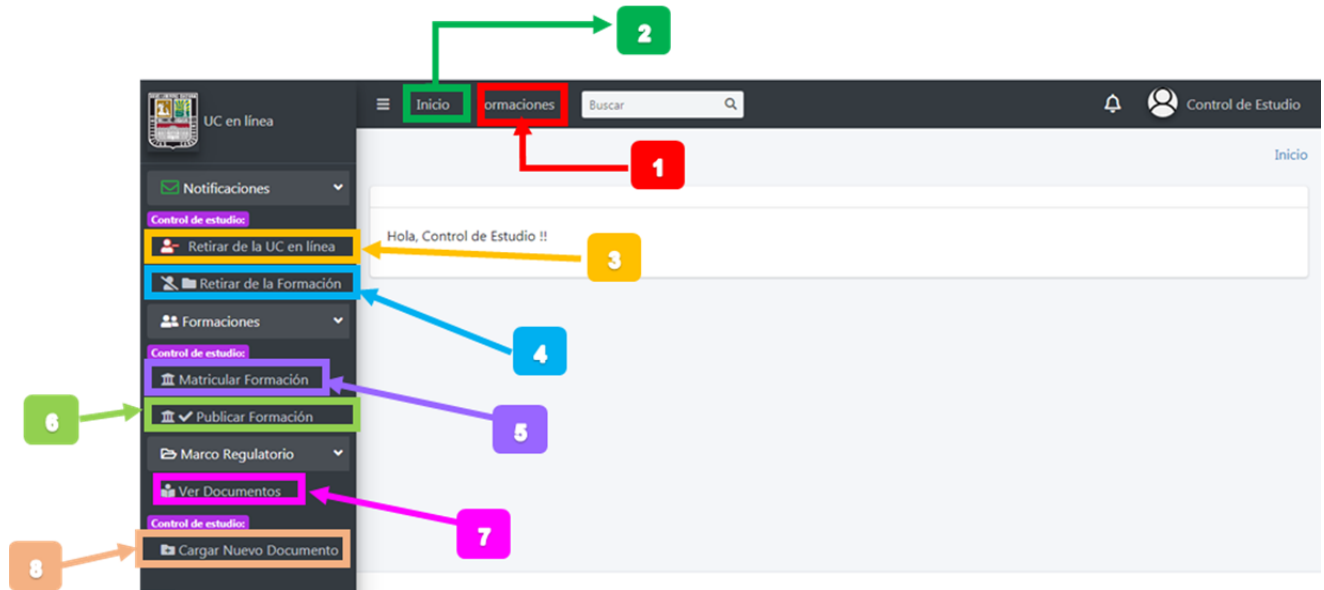 2
UC en línea
Inicio
ormaciones
Buscar
Control de Estudio
1
Inicio
Notificaciones
Control de estudio:
Retirar de la UC en línea
Hola, Control de Estudio !!
3
Retirar de la Formación
Formaciones
4
Control de estudio:
Matricular Formación
6
Publicar Formación
5
Marco Regulatorio
Ver Documentos
Control de estudio:
7
Cargar Nuevo Documento
8